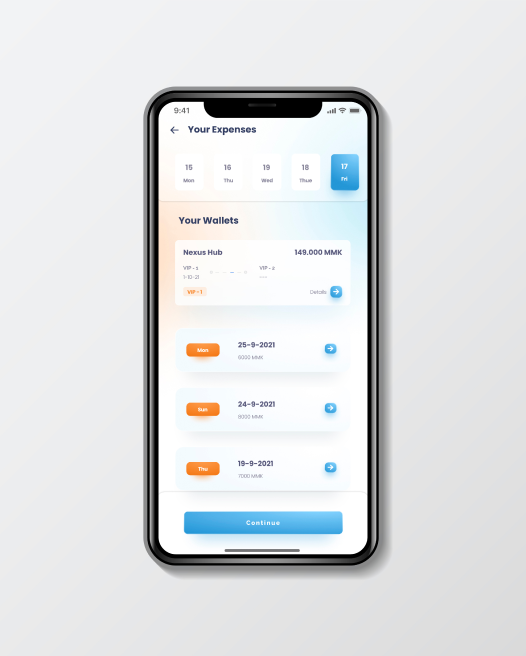 9:41
Your Expenses
15 16 19 18 17
Mon Thu Wed Thue Fri
Your Wallets
Nexus Hub 149.000 MMK
VIP - 1 VIP - 2
1-10-21
VIP - 1 Details
Mon 25-9-2021
6000 MMK
Sun 24-9-2021
8000 MMK
Thu 19-9-2021
7000 MMK
Continue